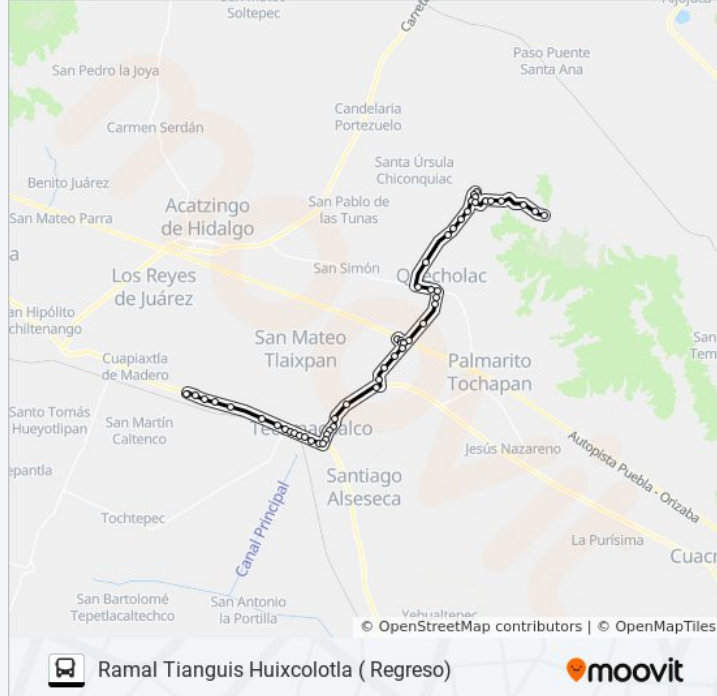 Soltepec
Paso Puente
Santa Ana
San Pedro la Joya
Candelaria
Portezuelo
Carmen Serdán
Santa Úrsula
Chiconquiac
Benito Juárez
San Mateo Parra
Acatzingo
de Hidalgo
San Pablo de
las Tunas
San Simón
Quecholac
Los Reyes
de Juárez
San Mateo
Tlaixpan
Cuapiaxtla
de Madero
Palmarito
Tochapan
Santo Tomás
Hueyotlipan
San Martín
Caltenco
Tecamachalco
Jesús Nazareno
Autopista Puebla - Orizaba
Santiago
Alseseca
Tochtepec
Canal Principal
La Purísima
San Bartolomé
Tepetlacaltechco
San Antonio
la Portilla
Yehualtepec
© OpenStreetMap contributors | © OpenMapTiles
Ramal Tianguis Huixcolotla ( Regreso)
moovit